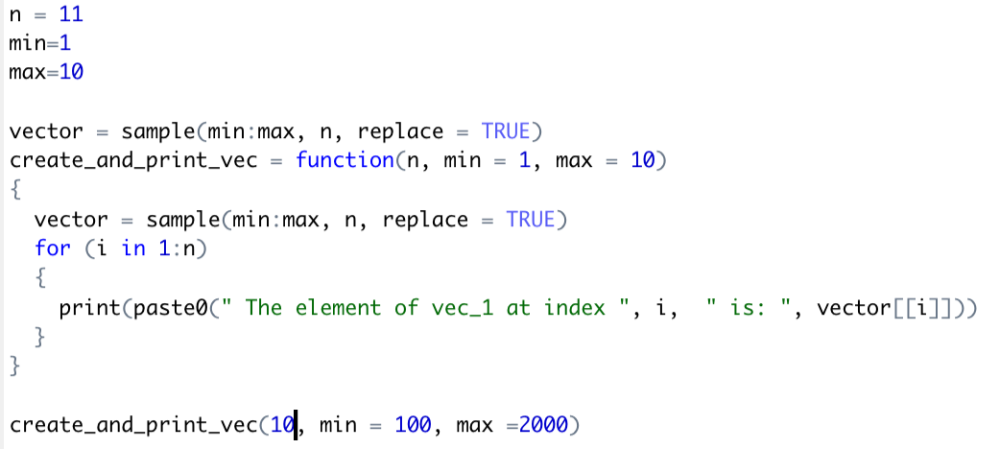 n = 11
min=1
max=10
vector = sample(min:max, n, replace = TRUE)
create_and_print_vec = function(n, min = 1, max = 10)
{
  vector = sample(min:max, n, replace = TRUE)
  for (i in 1:n)
  {
    print(paste0(" The element of vec_1 at index ", i,  " is: ", vector[[i]]))
  }
}
create_and_print_vec(10, min = 100, max =2000)